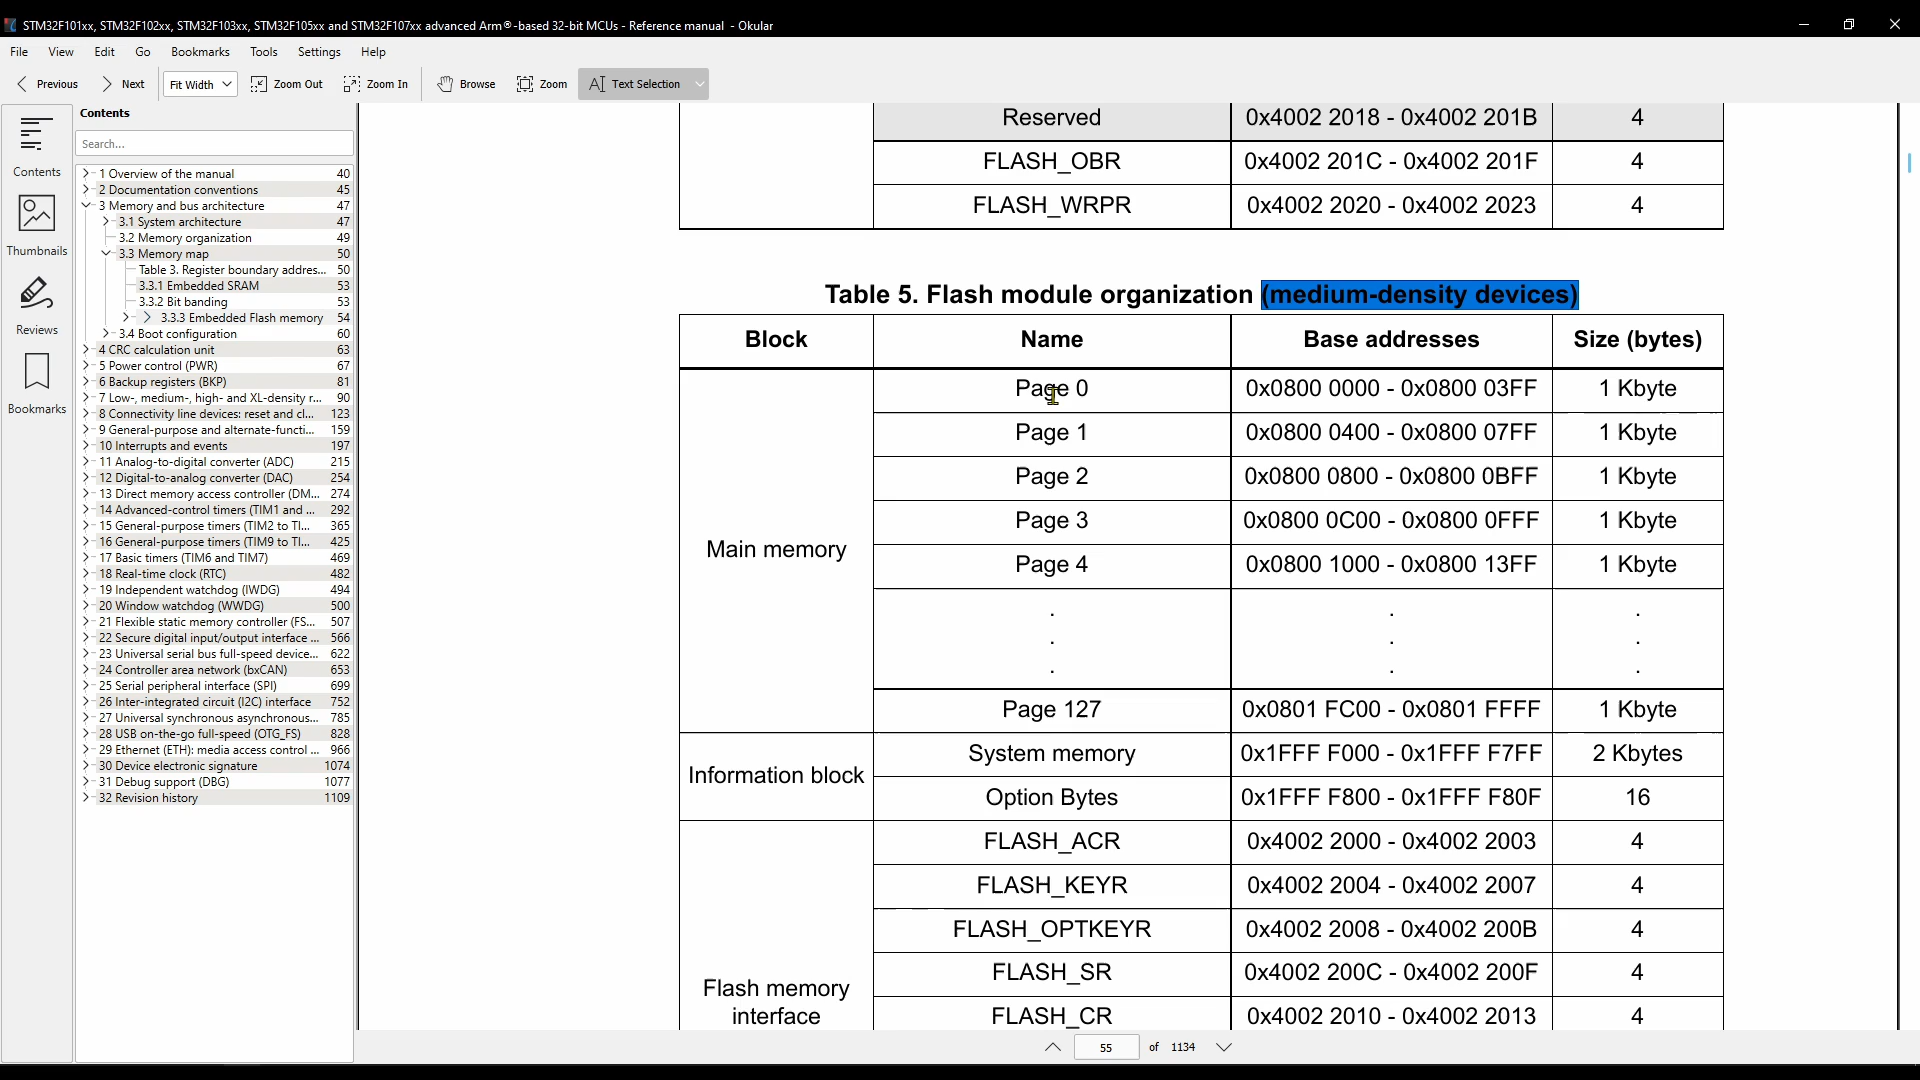 STM32F101xx, STM32F102xx, STM32F103xx, STM32F105xx and STM32F107xx advanced Arm®-based 32-bit MCUs - Reference manual - Okular
File View Edit Go Bookmarks Tools Settings Help
Previous Next Fit Width Zoom Out Zoom In Browse Zoom Text Selection
Contents
Thumbnails
Reviews
Bookmarks
Contents
Search...
1 Overview of the manual 40
2 Documentation conventions 45
3 Memory and bus architecture 47
3.1 System architecture 47
3.2 Memory organization 49
3.3 Memory map 50
Table 3. Register boundary addres... 50
3.3.1 Embedded SRAM 53
3.3.2 Bit banding 53
3.3.3 Embedded Flash memory 54
3.4 Boot configuration 60
4 CRC calculation unit 63
5 Power control (PWR) 67
6 Backup registers (BKP) 81
7 Low-, medium-, high- and XL-density r... 90
8 Connectivity line devices: reset and cl... 123
9 General-purpose and alternate-functi... 159
10 Interrupts and events 197
11 Analog-to-digital converter (ADC) 215
12 Digital-to-analog converter (DAC) 254
13 Direct memory access controller (DM... 274
14 Advanced-control timers (TIM1 and ... 292
15 General-purpose timers (TIM2 to TI... 365
16 General-purpose timers (TIM9 to TI... 425
17 Basic timers (TIM6 and TIM7) 469
18 Real-time clock (RTC) 482
19 Independent watchdog (IWDG) 494
20 Window watchdog (WWDG) 500
21 Flexible static memory controller (FS... 507
22 Secure digital input/output interface ... 566
23 Universal serial bus full-speed device... 622
24 Controller area network (bxCAN) 653
25 Serial peripheral interface (SPI) 699
26 Inter-integrated circuit (I2C) interface 752
27 Universal synchronous asynchronous... 785
28 USB on-the-go full-speed (OTG_FS) 828
29 Ethernet (ETH): media access control ... 966
30 Device electronic signature 1074
31 Debug support (DBG) 1077
32 Revision history 1109
Reserved 0x4002 2018 - 0x4002 201B 4
FLASH_OBR 0x4002 201C - 0x4002 201F 4
FLASH_WRPR 0x4002 2020 - 0x4002 2023 4
Table 5. Flash module organization (medium-density devices)
Block Name Base addresses Size (bytes)
Main memory
Page 0 0x0800 0000 - 0x0800 03FF 1 Kbyte
Page 1 0x0800 0400 - 0x0800 07FF 1 Kbyte
Page 2 0x0800 0800 - 0x0800 0BFF 1 Kbyte
Page 3 0x0800 0C00 - 0x0800 0FFF 1 Kbyte
Page 4 0x0800 1000 - 0x0800 13FF 1 Kbyte
. . .
. . .
. . .
Page 127 0x0801 FC00 - 0x0801 FFFF 1 Kbyte
Information block
System memory 0x1FFF F000 - 0x1FFF F7FF 2 Kbytes
Option Bytes 0x1FFF F800 - 0x1FFF F80F 16
Flash memory
interface
FLASH_ACR 0x4002 2000 - 0x4002 2003 4
FLASH_KEYR 0x4002 2004 - 0x4002 2007 4
FLASH_OPTKEYR 0x4002 2008 - 0x4002 200B 4
FLASH_SR 0x4002 200C - 0x4002 200F 4
FLASH_CR 0x4002 2010 - 0x4002 2013 4
55 of 1134